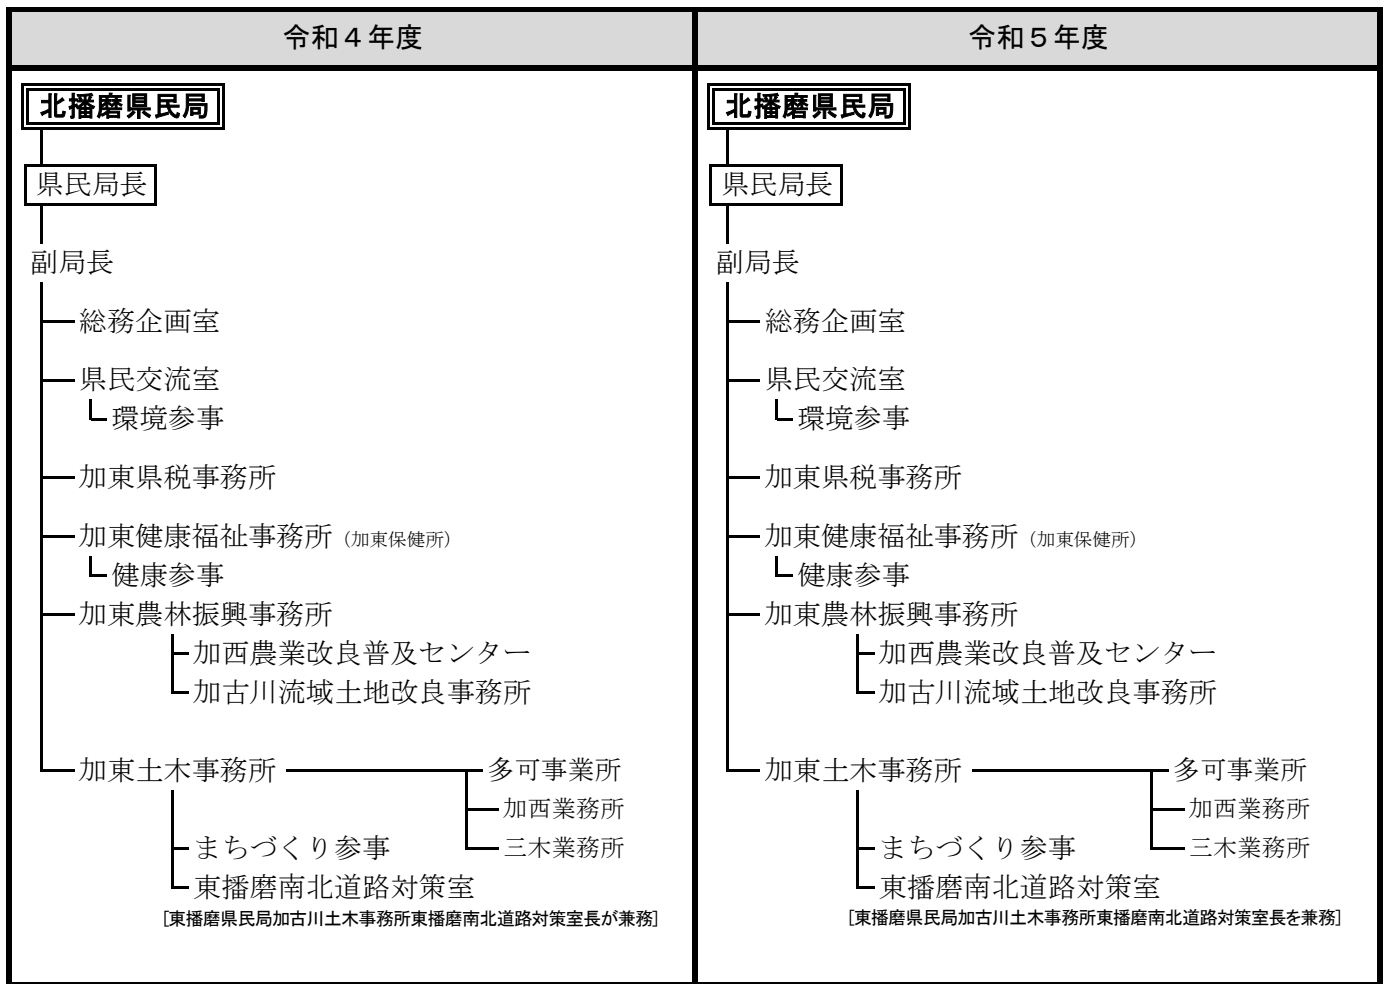 令和４年度
北播磨県民局
県民局長
副局長
総務企画室
県民交流室
環境参事
加東県税事務所
加東健康福祉事務所（加東保健所）
健康参事
加東農林振興事務所
加西農業改良普及センター
加古川流域土地改良事務所
加東土木事務所 多可事業所
加西業務所
まちづくり参事 三木業務所
東播磨南北道路対策室
[東播磨県民局加古川土木事務所東播磨南北道路対策室長が兼務]
令和５年度
北播磨県民局
県民局長
副局長
総務企画室
県民交流室
環境参事
加東県税事務所
加東健康福祉事務所（加東保健所）
健康参事
加東農林振興事務所
加西農業改良普及センター
加古川流域土地改良事務所
加東土木事務所 多可事業所
加西業務所
まちづくり参事 三木業務所
東播磨南北道路対策室
[東播磨県民局加古川土木事務所東播磨南北道路対策室長を兼務]